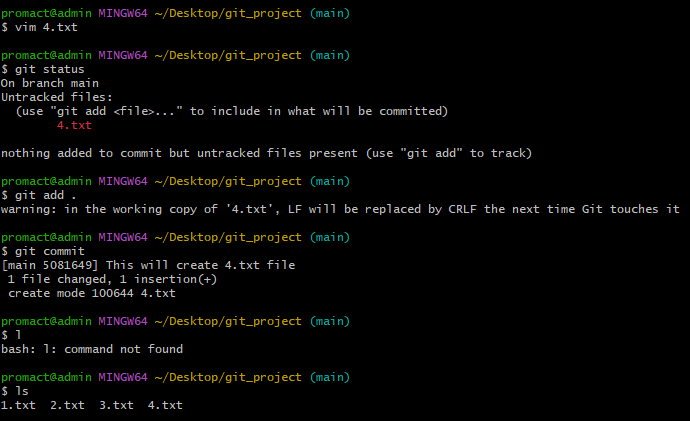 promact@admin MINGW64 ~/Desktop/git_project (main)
$ vim 4.txt
promact@admin MINGW64 ~/Desktop/git_project (main)
$ git status
On branch main
Untracked files:
  (use "git add <file>..." to include in what will be committed)
        4.txt
nothing added to commit but untracked files present (use "git add" to track)
promact@admin MINGW64 ~/Desktop/git_project (main)
$ git add .
warning: in the working copy of '4.txt', LF will be replaced by CRLF the next time Git touches it
promact@admin MINGW64 ~/Desktop/git_project (main)
$ git commit
[main 5081649] This will create 4.txt file
 1 file changed, 1 insertion(+)
 create mode 100644 4.txt
promact@admin MINGW64 ~/Desktop/git_project (main)
$ l
bash: l: command not found
promact@admin MINGW64 ~/Desktop/git_project (main)
$ ls
1.txt  2.txt  3.txt  4.txt